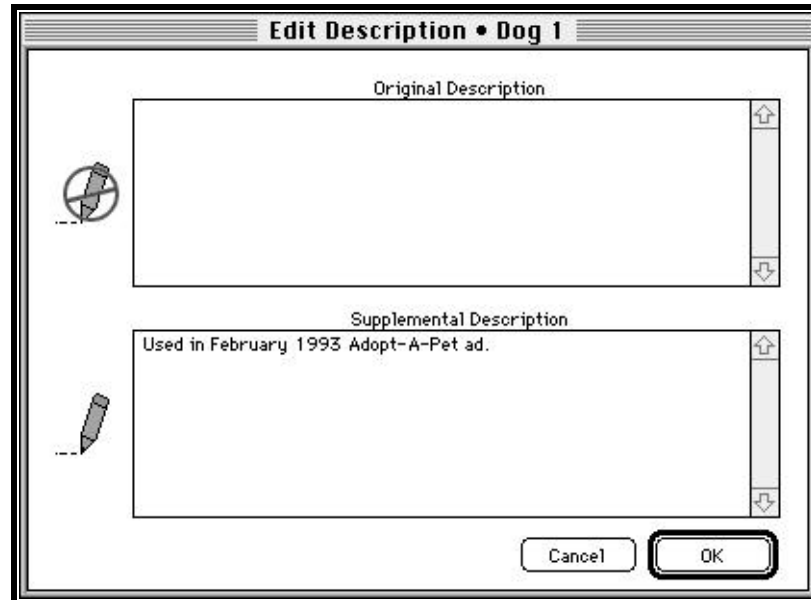 Edit Description • Dog 1
Original Description
Supplemental Description
Used in February 1993 Adopt-A-Pet ad.
Cancel
OK